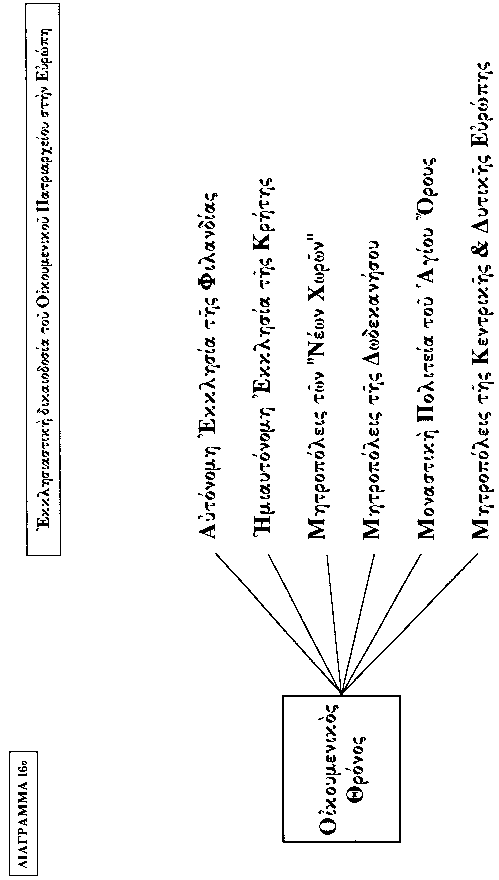 ΔΙΑΓΡΑΜΜΑ 16ο
Ἐκκλησιαστικὴ δικαιοδοσία τοῦ Οἰκουμενικοῦ Πατριαρχείου στὴν Εὐρώπη
Οἰκουμενικὸς
Θρόνος
Αὐτόνομη Ἐκκλησία τῆς Φιλανδίας
Ἡμιαυτόνομη Ἐκκλησία τῆς Κρήτης
Μητροπόλεις τῶν "Νέων Χωρῶν"
Μητροπόλεις τῆς Δωδεκανήσου
Μοναστικὴ Πολιτεία τοῦ Ἁγίου Ὄρους
Μητροπόλεις τῆς Κεντρικῆς & Δυτικῆς Εὐρώπης